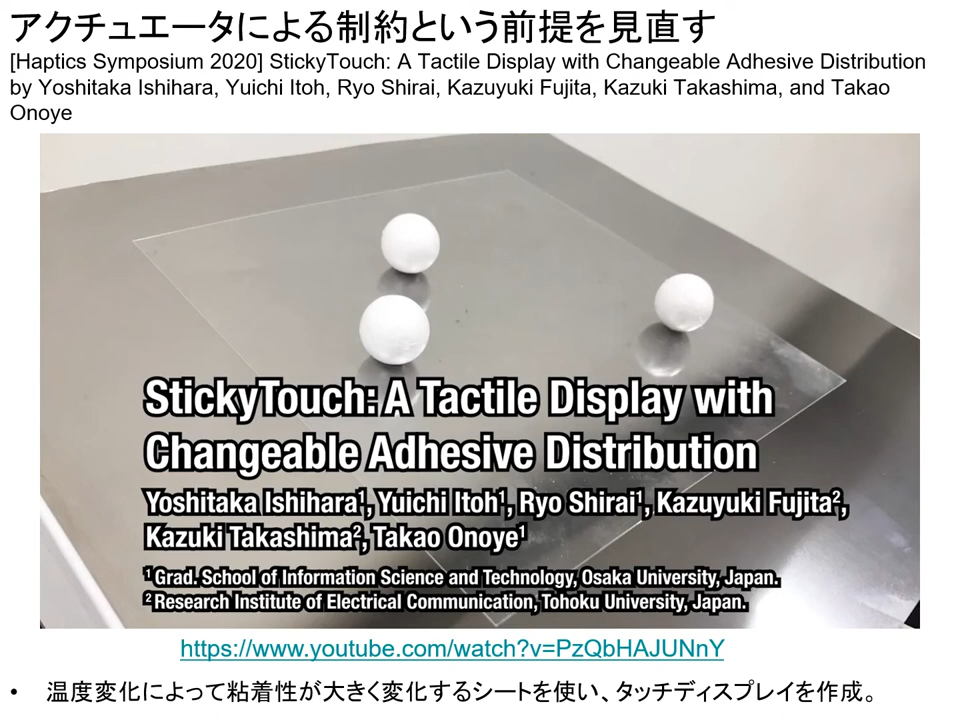 アクチュエータによる制約という前提を見直す
[Haptics Symposium 2020] StickyTouch: A Tactile Display with Changeable Adhesive Distribution
by Yoshitaka Ishihara, Yuichi Itoh, Ryo Shirai, Kazuyuki Fujita, Kazuki Takashima, and Takao
Onoye
StickyTouch: A Tactile Display with
Changeable Adhesive Distribution
Yoshitaka Ishihara¹, Yuichi Itoh¹, Ryo Shirai¹, Kazuyuki Fujita²,
Kazuki Takashima², Takao Onoye¹
¹ Grad. School of Information Science and Technology, Osaka University, Japan.
² Research Institute of Electrical Communication, Tohoku University, Japan.
https://www.youtube.com/watch?v=PzQbHAJUNnY
• 温度変化によって粘着性が大きく変化するシートを使い、タッチディスプレイを作成。